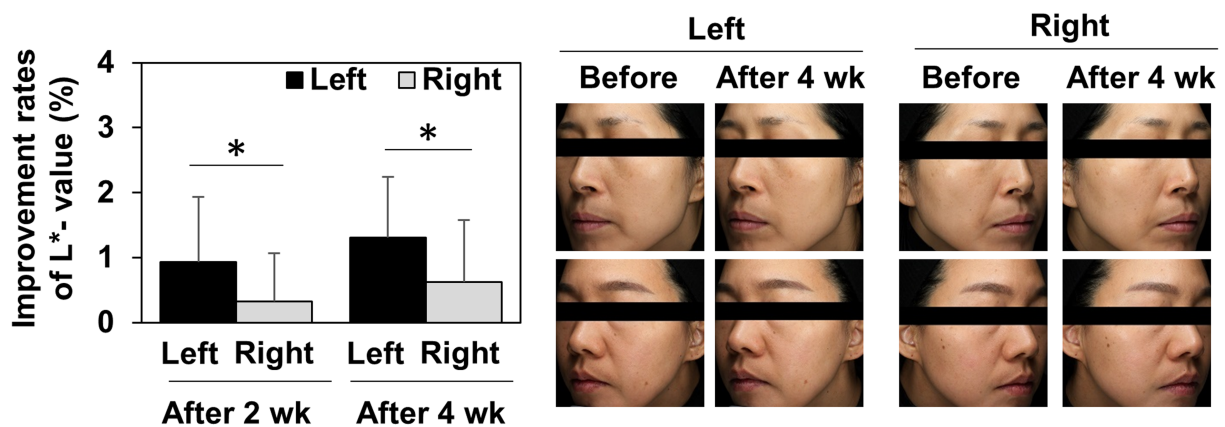 Improvement rates
of L*- value (%)
4
3
2
1
0
Left Right
*
*
Left Right Left Right
After 2 wk After 4 wk
Left Right
Before After 4 wk Before After 4 wk